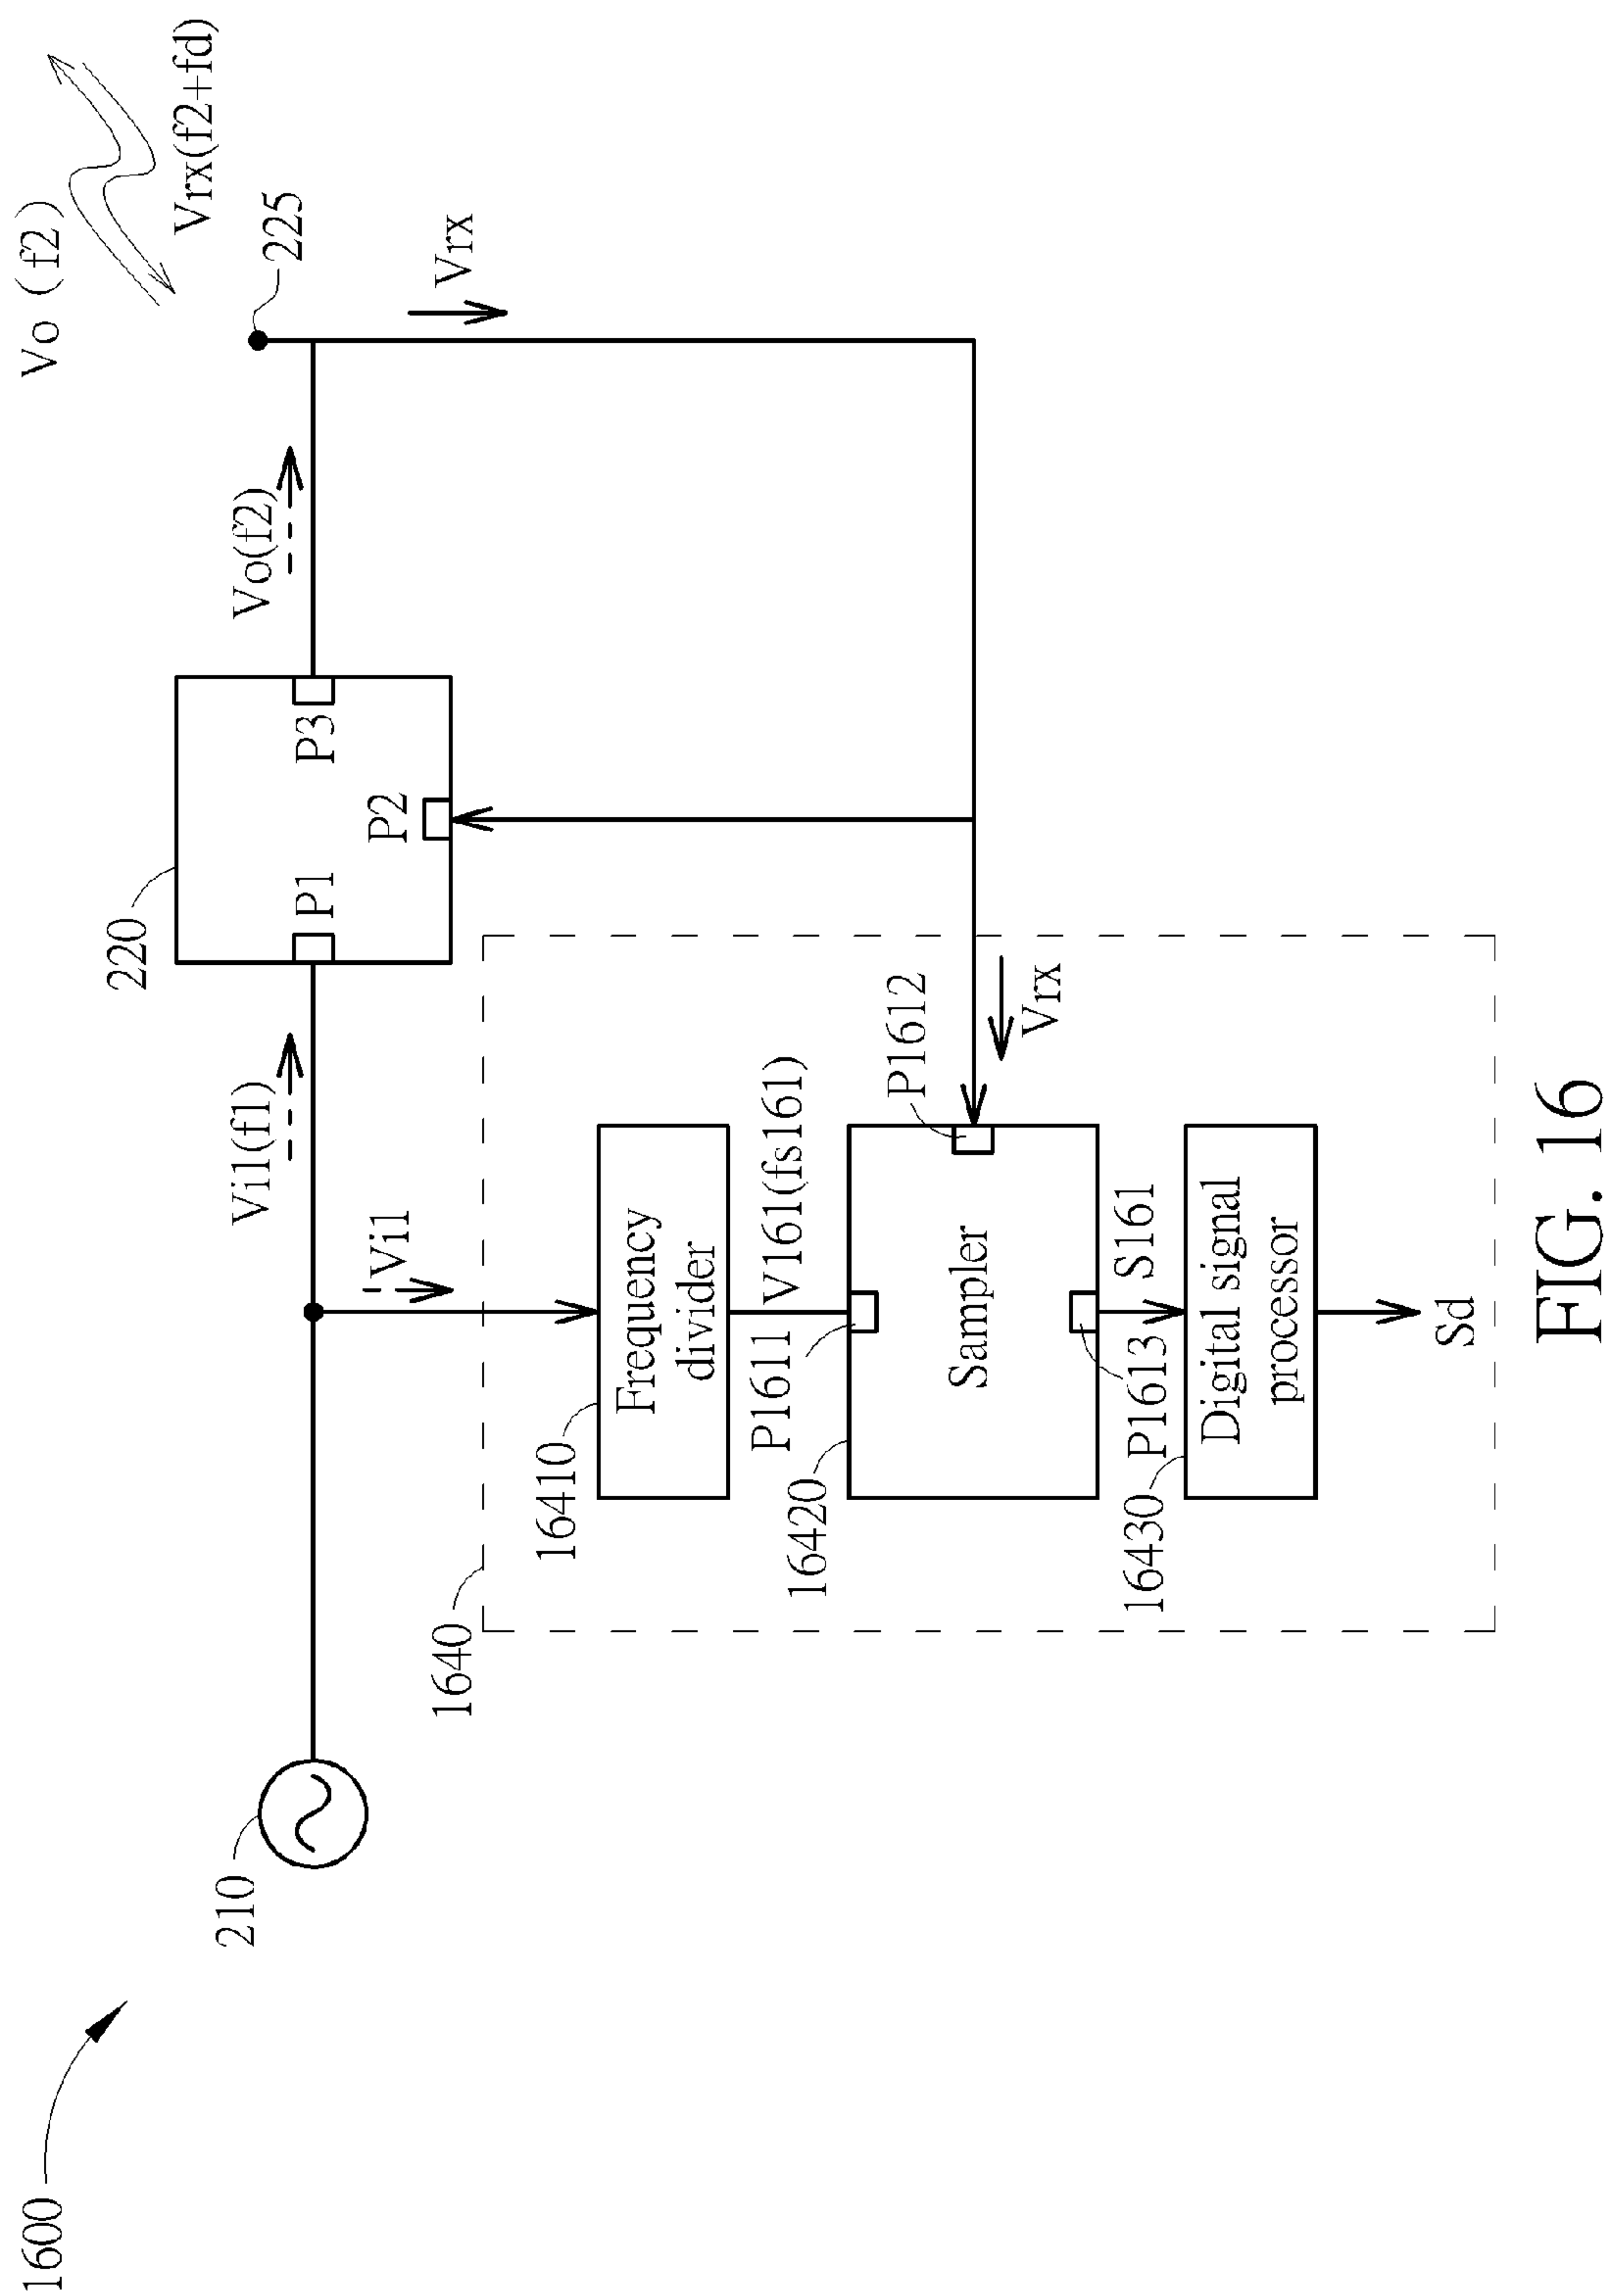 1600
Vo (f2)
Vrx(f2+fd)
225
Vrx
Vo(f2)
220
P1
P2
P3
Vi1(f1)
Vi1
210
1640
16410
Frequency
divider
V161(fs161)
P1611
16420
Sampler
P1612
Vrx
P1613
S161
16430
Digital signal
processor
Sd
FIG. 16